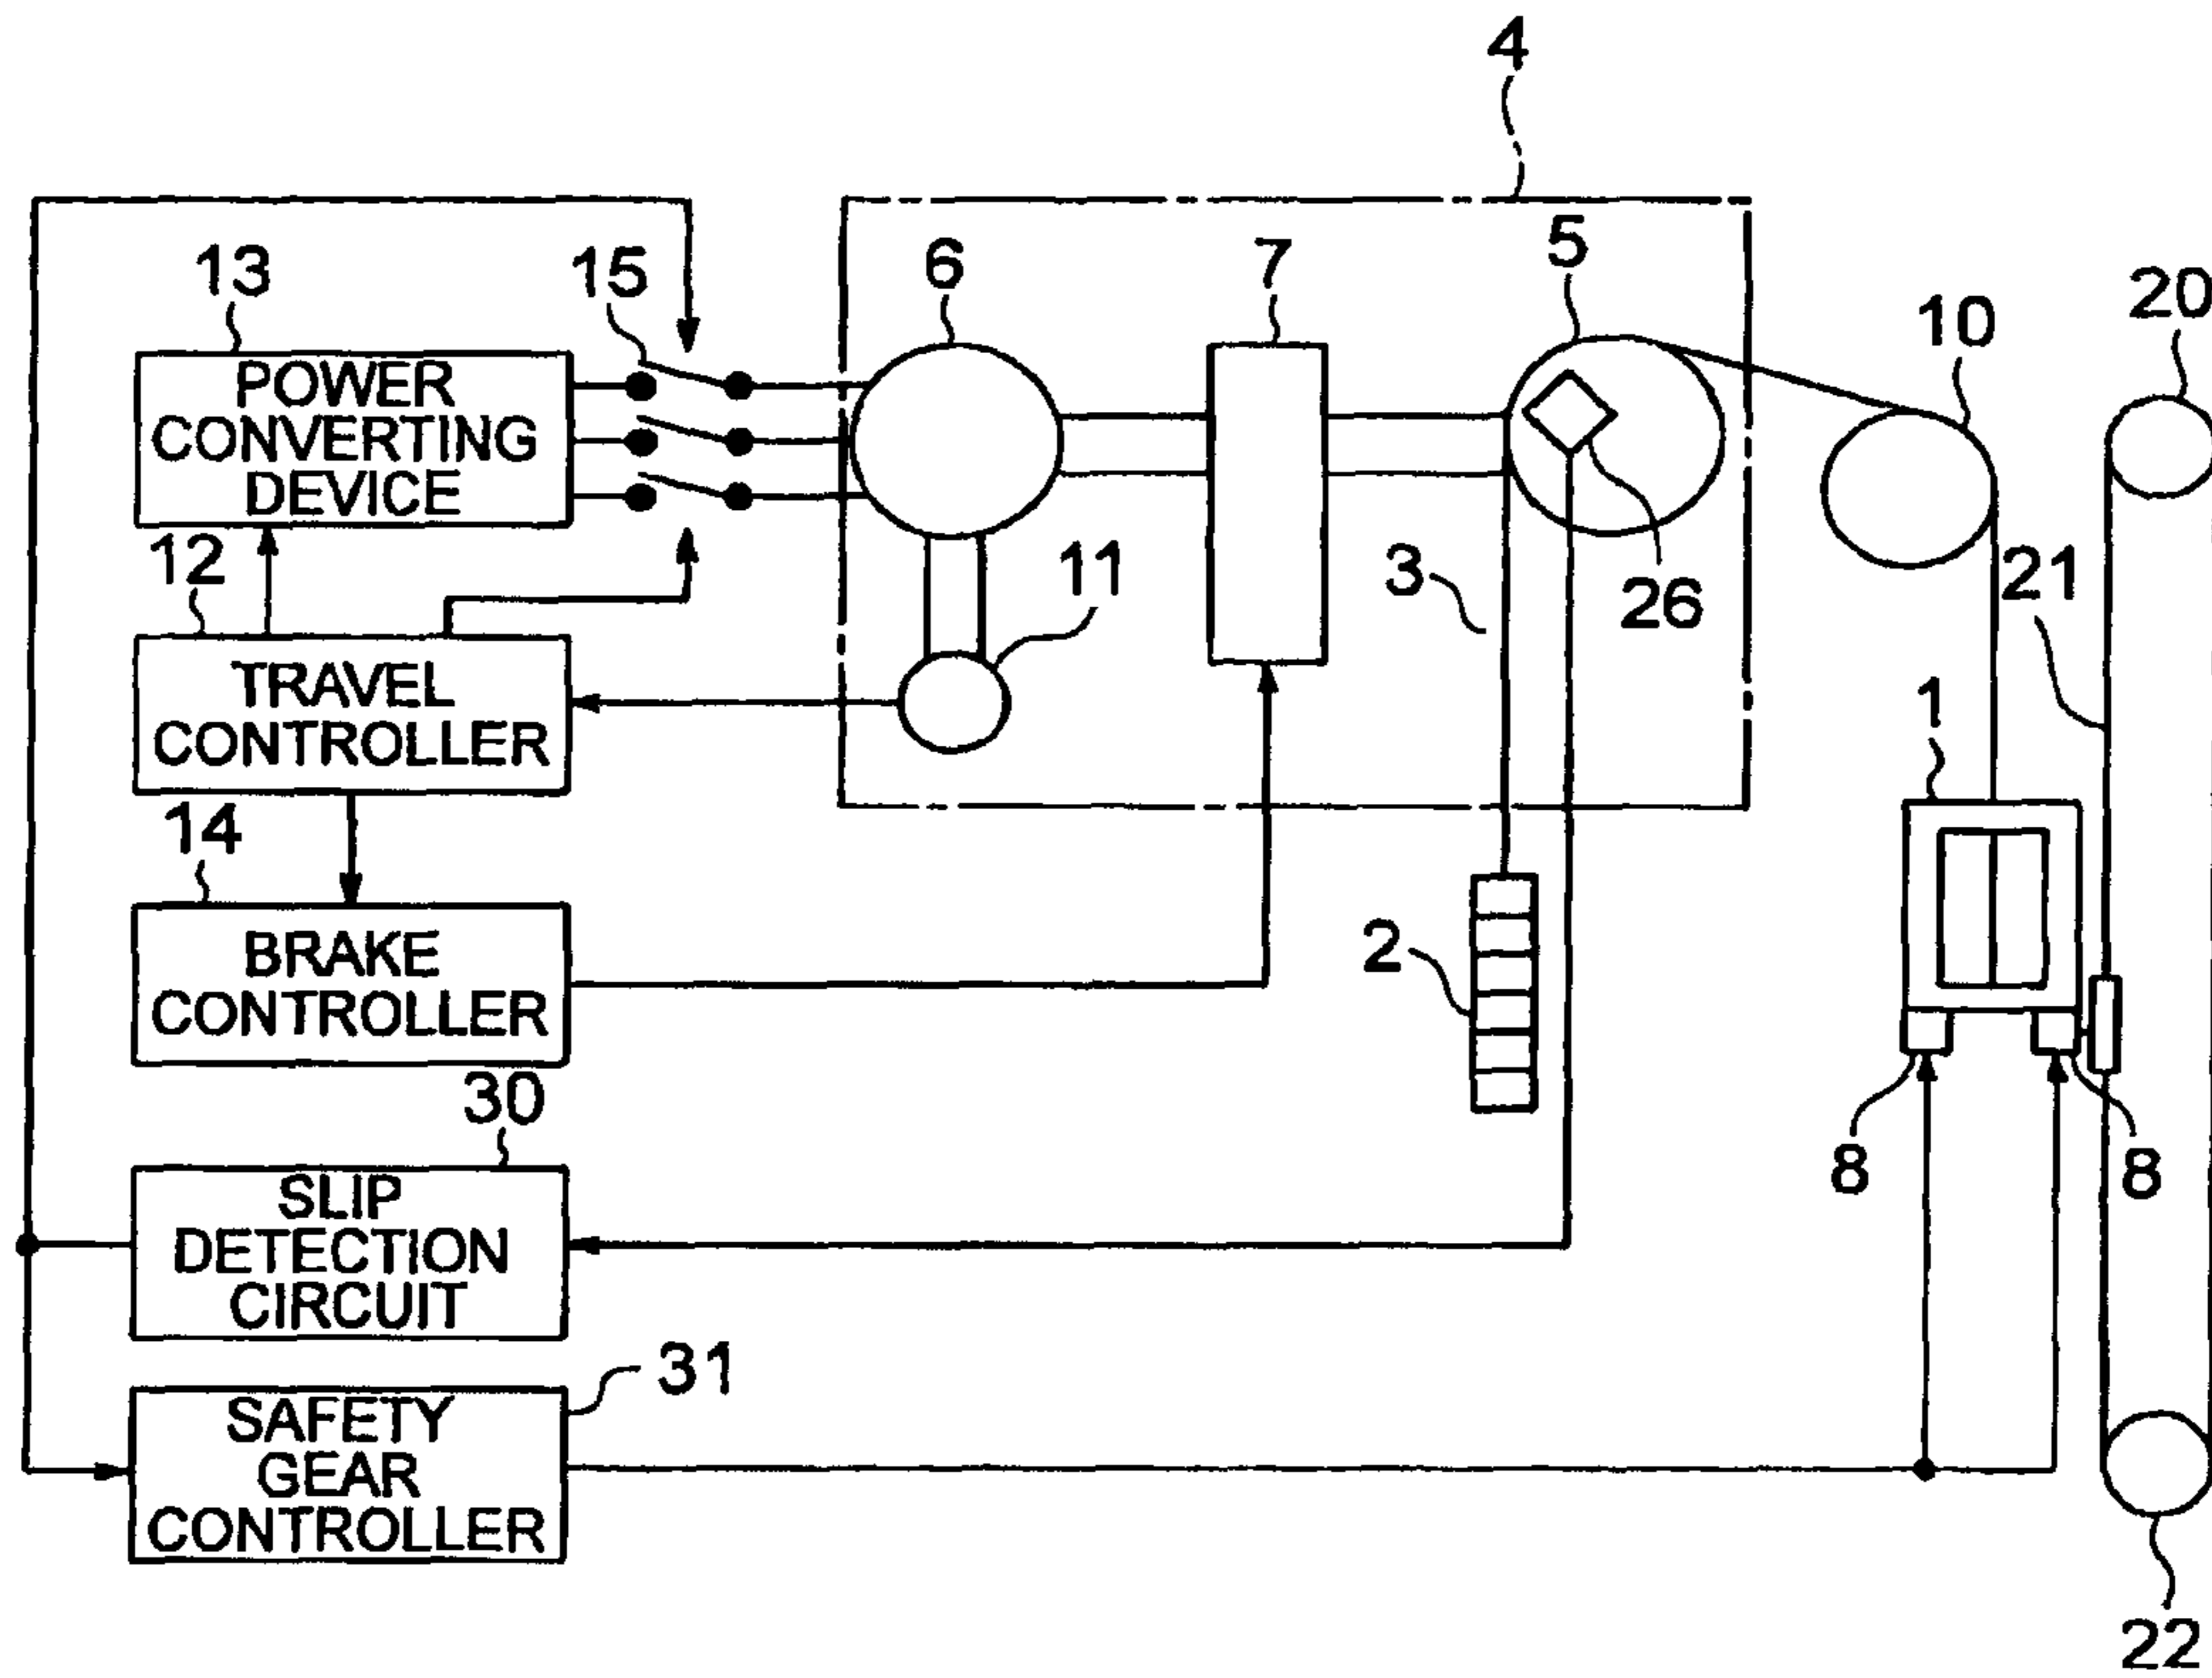 4
13
15
6
7
5
10
20
POWER
CONVERTING
DEVICE
12
11
3
26
21
TRAVEL
CONTROLLER
1
14
BRAKE
CONTROLLER
2
30
8
8
SLIP
DETECTION
CIRCUIT
31
SAFETY
GEAR
CONTROLLER
22